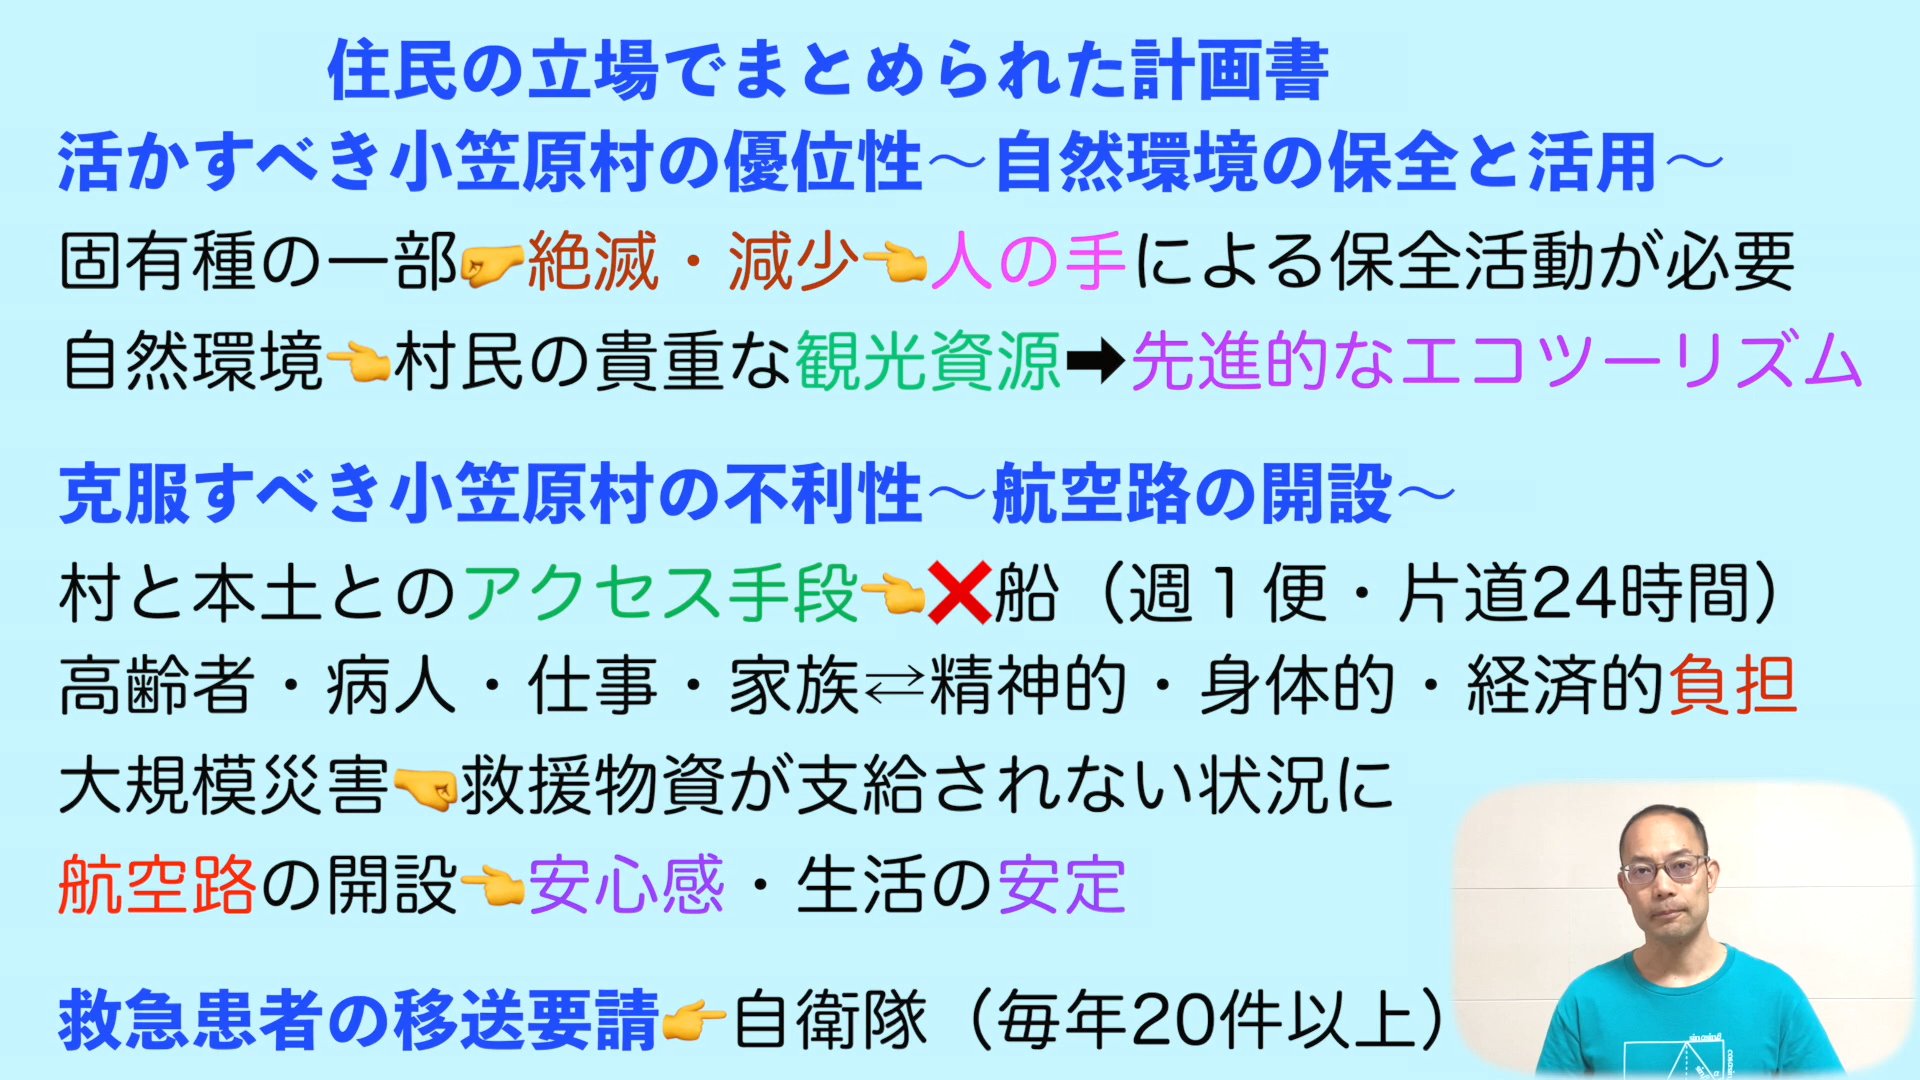 住民の立場でまとめられた計画書
活かすべき小笠原村の優位性〜自然環境の保全と活用〜
固有種の一部🤛絶滅・減少👈人の手による保全活動が必要
自然環境👈村民の貴重な観光資源➡先進的なエコツーリズム
克服すべき小笠原村の不利性〜航空路の開設〜
村と本土とのアクセス手段👈❌船（週１便・片道24時間）
高齢者・病人・仕事・家族⇄精神的・身体的・経済的負担
大規模災害🤜救援物資が支給されない状況に
航空路の開設👈安心感・生活の安定
救急患者の移送要請👉自衛隊（毎年20件以上）